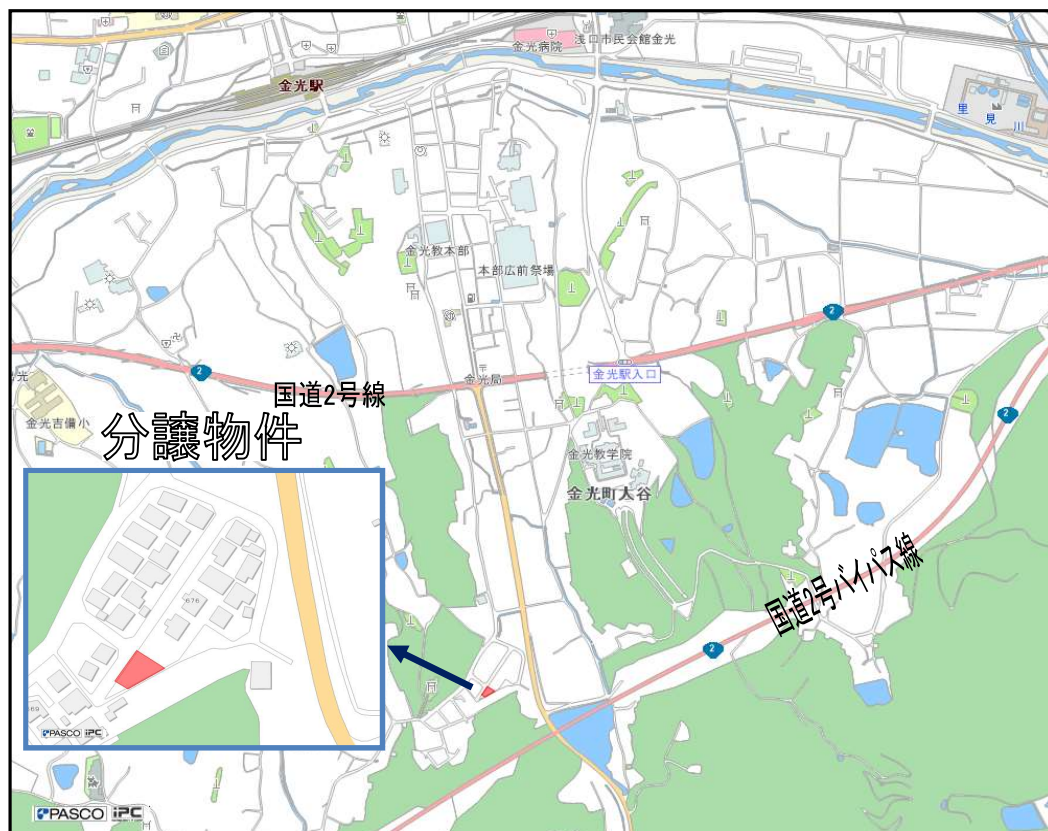 金光病院
浅口市民会館金光
金光駅
里
見
川
金光教本部
本部広前祭場
2
2
金光駅入口
金光局
国道2号線
2
金光吉備小
分譲物件
金光教学院
金光町大谷
国道2号バイパス線
676
2
669
PASCO iPC
PASCO iPC